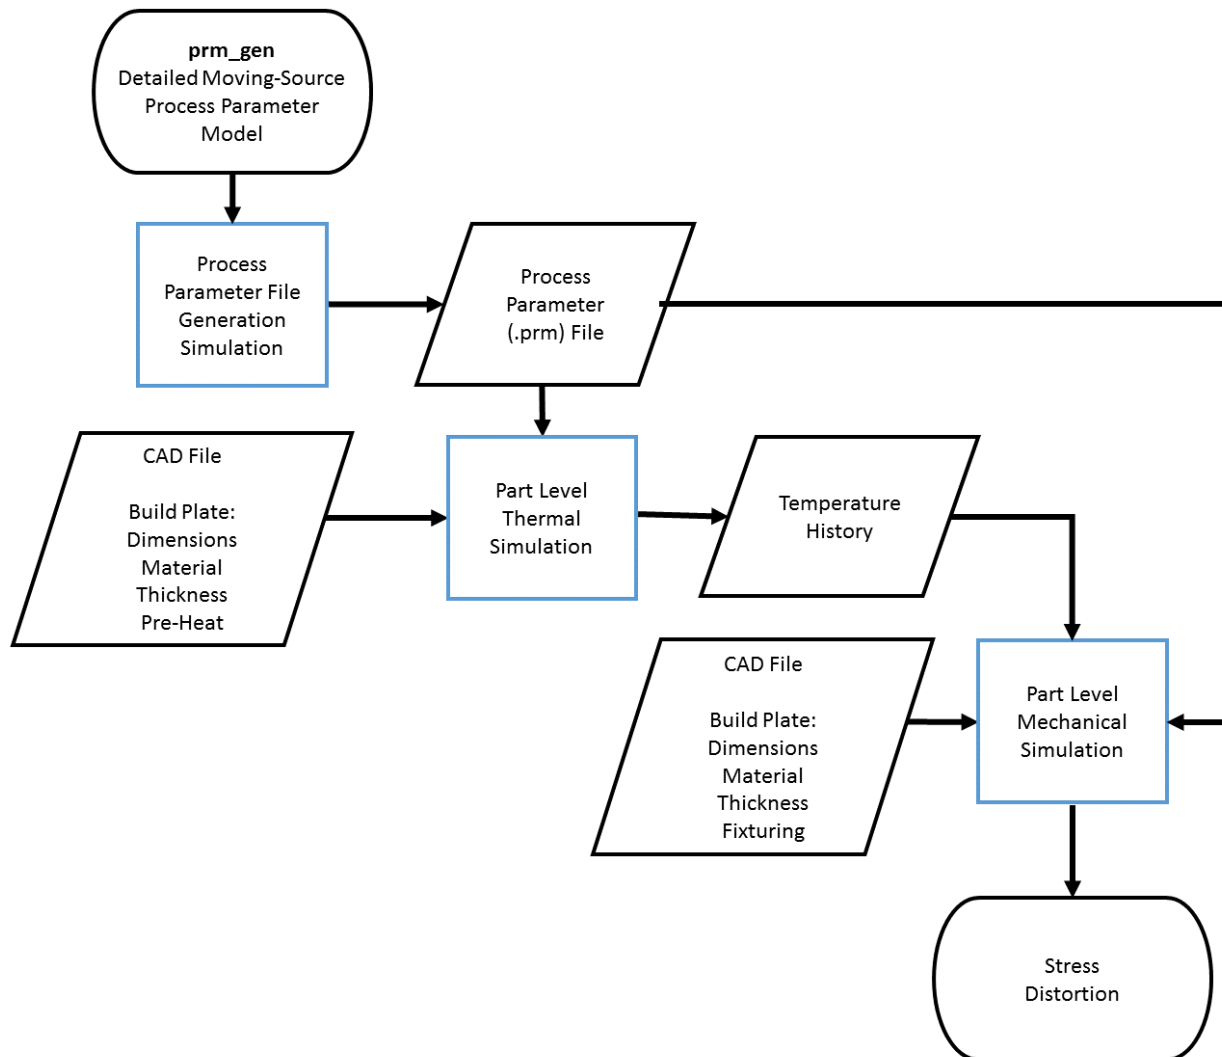 prm_gen
Detailed Moving-Source
Process Parameter
Model
Process
Parameter File
Generation
Simulation
Process
Parameter
(.prm) File
CAD File
Build Plate:
Dimensions
Material
Thickness
Pre-Heat
Part Level
Thermal
Simulation
Temperature
History
CAD File
Build Plate:
Dimensions
Material
Thickness
Fixturing
Part Level
Mechanical
Simulation
Stress
Distortion